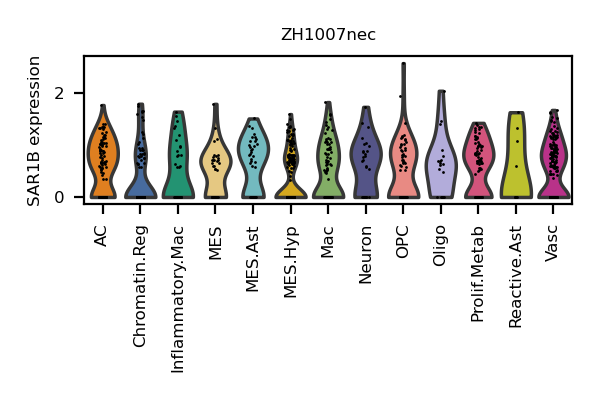 ZH1007nec
SAR1B expression
2
0
AC
Chromatin.Reg
Inflammatory.Mac
MES
MES.Ast
MES.Hyp
Mac
Neuron
OPC
Oligo
Prolif.Metab
Reactive.Ast
Vasc